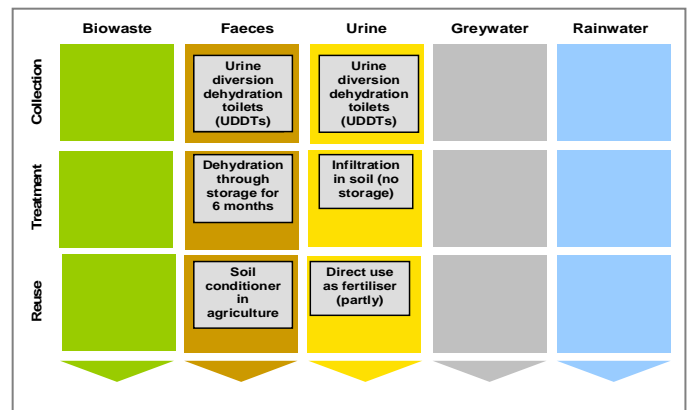 Biowaste Faeces Urine Greywater Rainwater
Collection
Urine
diversion
dehydration
toilets
(UDDTs)
Urine
diversion
dehydration
toilets
(UDDTs)
Treatment
Dehydration
through
storage for
6 months
Infiltration
in soil (no
storage)
Reuse
Soil
conditioner
in
agriculture
Direct use
as fertiliser
(partly)